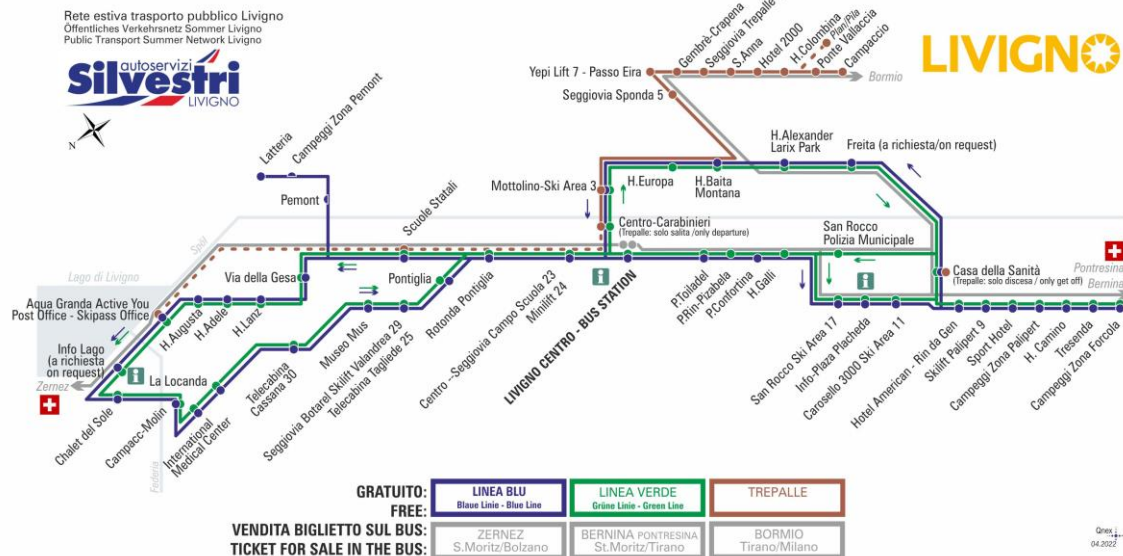 Rete estiva trasporto pubblico Livigno
Öffentliches Verkehrsnetz Sommer Livigno
Public Transport Summer Network Livigno
autoservizi
Silvestri
LIVIGNO
N
LIVIGNO
Gembrè-Crapena
Seggiovia Trepalle
S.Anna
Hotel 2000
H.Colombina
Plan/Pila
Ponte Vallaccia
Campaccio
Bormio
Yepi Lift 7 - Passo Eira
Seggiovia Sponda 5
Latteria
Campeggi Zona Pemont
Pemont
Scuole Statali
Mottolino-Ski Area 3
H.Europa
H.Baita
Montana
H.Alexander
Larix Park
Freita (a richiesta/on request)
Centro-Carabinieri
(Trepalle: solo salita /only departure)
San Rocco
Polizia Municipale
Casa della Sanità
(Trepalle: solo discesa / only get off)
Pontresina
Bernina
Spöl
Lago di Livigno
Via della Gesa
Pontiglia
Aqua Granda Active You
Post Office - Skipass Office
Info Lago
(a richiesta
on request)
Zernez
H.Augusta
H.Adele
H.Lanz
La Locanda
Chalet del Sole
Campacc-Molin
Federia
International
Medical Center
Telecabina
Cassana 30
Museo Mus
Seggiovia Botarel Skilift Valandrea 29
Telecabina Tagliede 25
Rotonda Pontiglia
Centro --Seggiovia Campo Scuola 23
Minilift 24
LIVIGNO CENTRO - BUS STATION
P.Toiladel
P.Rin-Pizabela
P.Confortina
H.Galli
San Rocco Ski Area 17
Info-Plaza Placheda
Carosello 3000 Ski Area 11
Hotel American - Rin da Gen
Skilift Palipert 9
Sport Hotel
Campeggi Zona Palipert
H. Camino
Tresenda
Campeggi Zona Forcola
GRATUITO:
FREE:
LINEA BLU
Blaue Linie - Blue Line
LINEA VERDE
Grüne Linie - Green Line
TREPALLE
VENDITA BIGLIETTO SUL BUS:
TICKET FOR SALE IN THE BUS:
ZERNEZ
S.Moritz/Bolzano
BERNINA PONTRESINA
St.Moritz/Tirano
BORMIO
Tirano/Milano
Qnex
04.2022